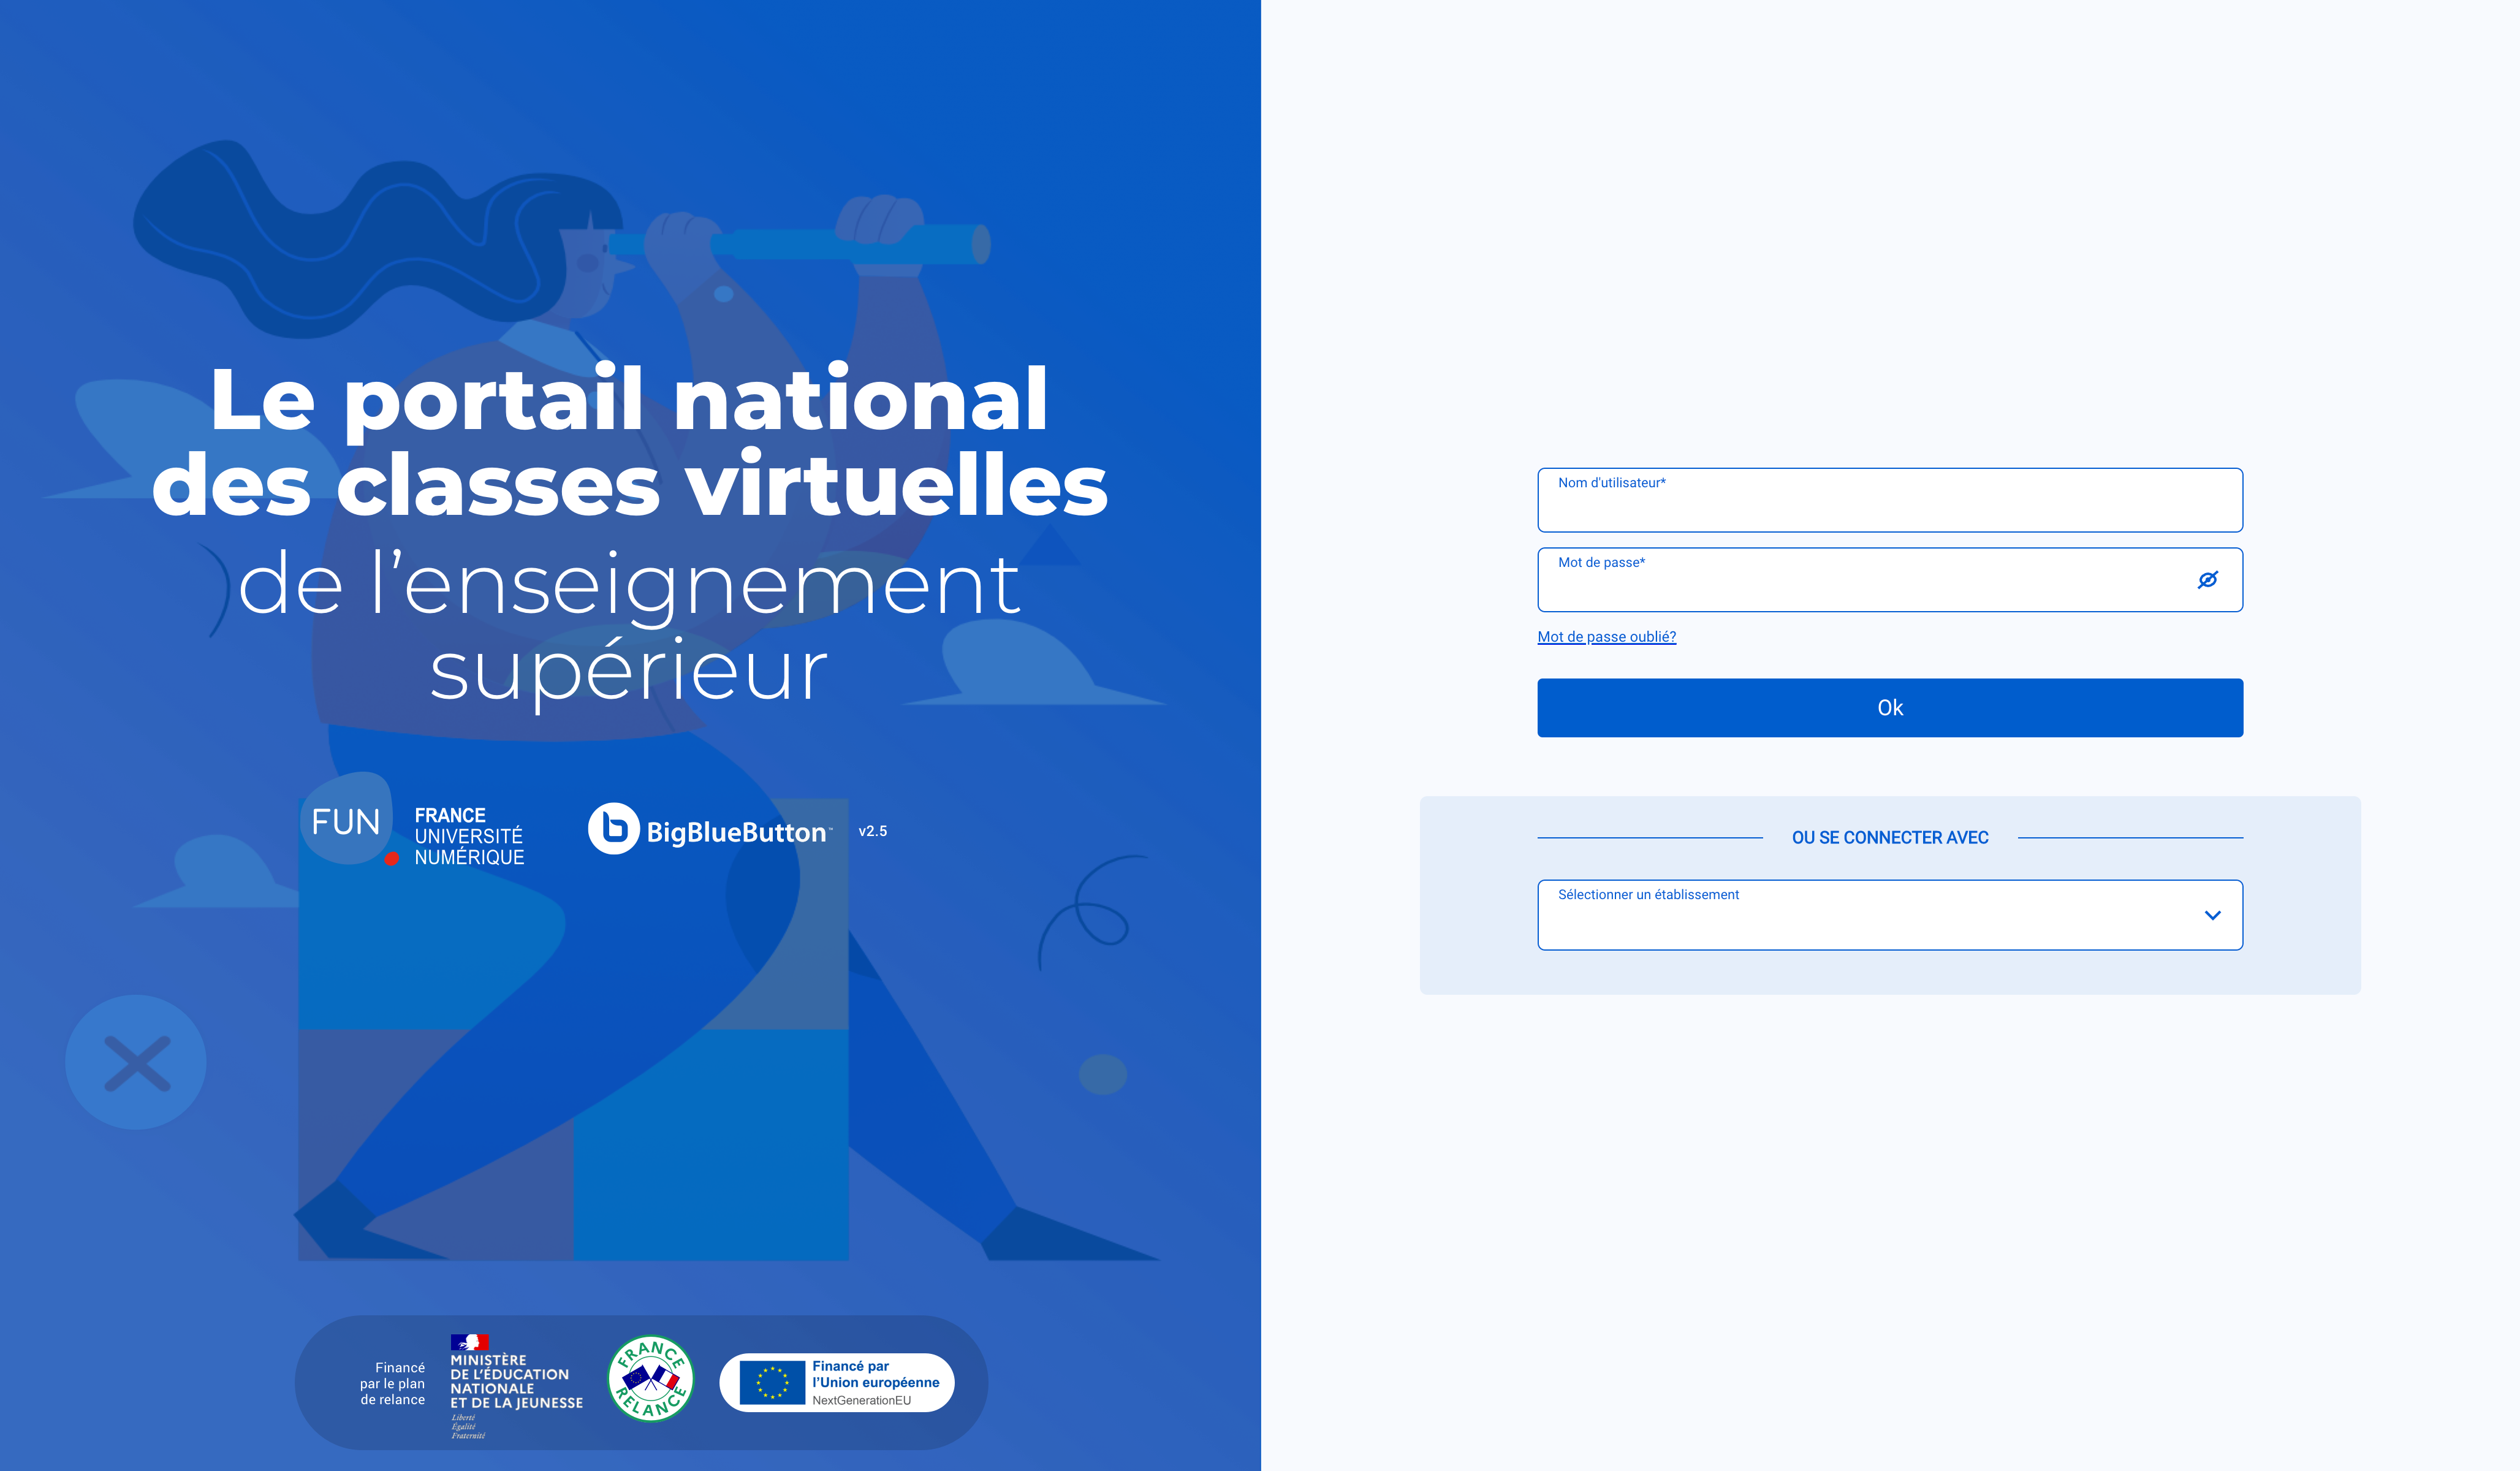 Le portail national
des classes virtuelles
de l’enseignement
supérieur
FUN
FRANCE
UNIVERSITÉ
NUMÉRIQUE
BigBlueButton™
v2.5
Financé
par le plan
de relance
MINISTÈRE
DE L'ÉDUCATION
NATIONALE
ET DE LA JEUNESSE
Liberté
Égalité
Fraternité
FRANCE
RELANCE
Financé par
l'Union européenne
NextGenerationEU
Nom d'utilisateur*
Mot de passe*
Mot de passe oublié?
Ok
OU SE CONNECTER AVEC
Sélectionner un établissement